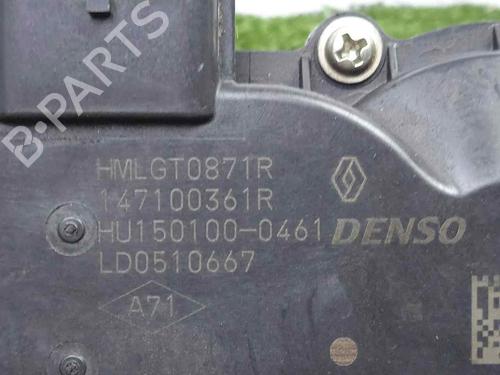 B-PARTS
HMLGT0871R
147100361R
HU150100-0461
DENSO
LD0510667
A71